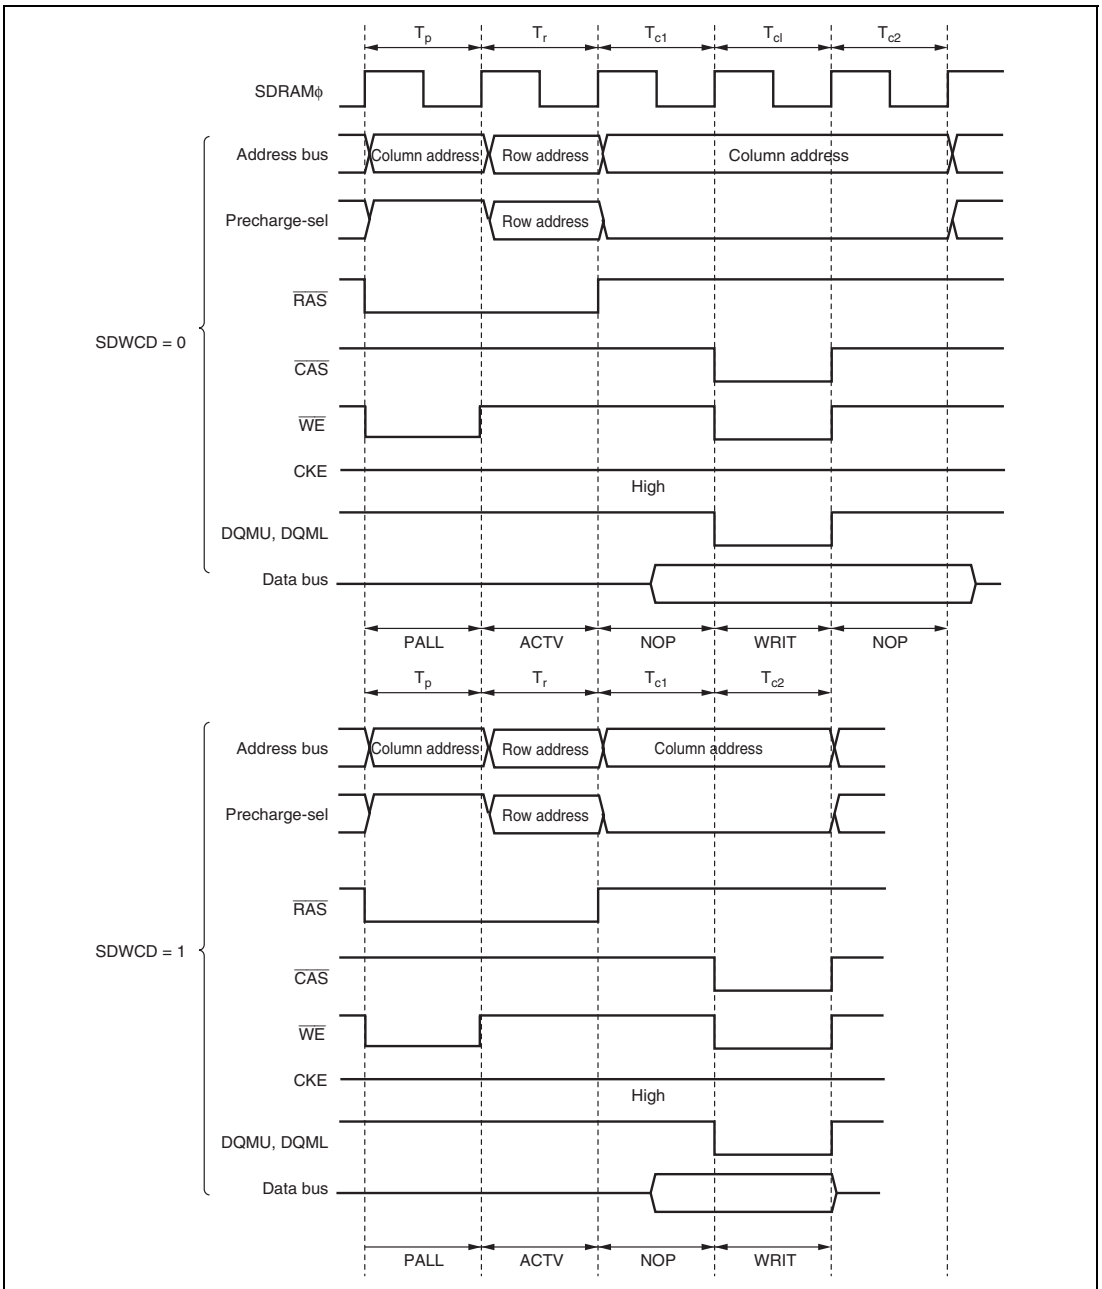 Tp Tr Tc1 Tcl Tc2
SDRAMϕ
Address bus Column address Row address Column address
Precharge-sel Row address
RAS
SDWCD = 0
CAS
WE
CKE
High
DQMU, DQML
Data bus
PALL ACTV NOP WRIT NOP
Tp Tr Tc1 Tc2
Address bus Column address Row address Column address
Precharge-sel Row address
RAS
SDWCD = 1
CAS
WE
CKE
High
DQMU, DQML
Data bus
PALL ACTV NOP WRIT